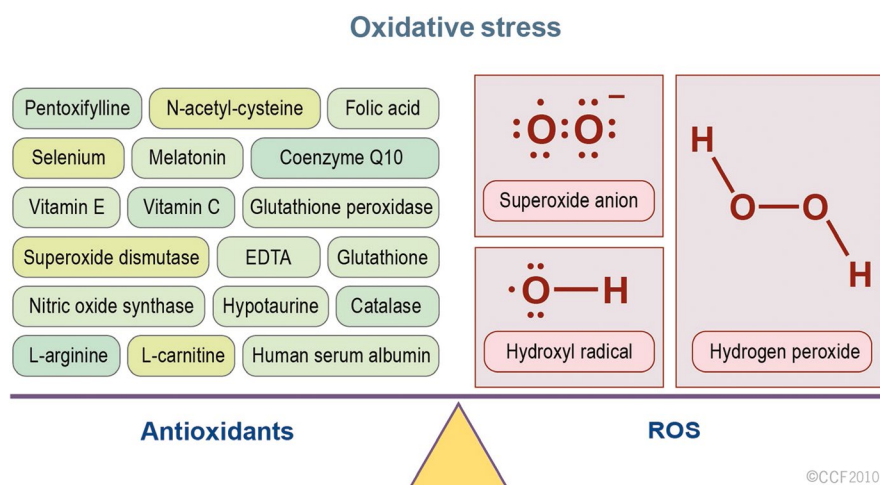 Oxidative stress
Pentoxifylline N-acetyl-cysteine Folic acid
Selenium Melatonin Coenzyme Q10
Vitamin E Vitamin C Glutathione peroxidase
Superoxide dismutase EDTA Glutathione
Nitric oxide synthase Hypotaurine Catalase
L-arginine L-carnitine Human serum albumin
O O −
Superoxide anion
O H
Hydroxyl radical
H
O O
H
Hydrogen peroxide
Antioxidants ROS
©CCF2010